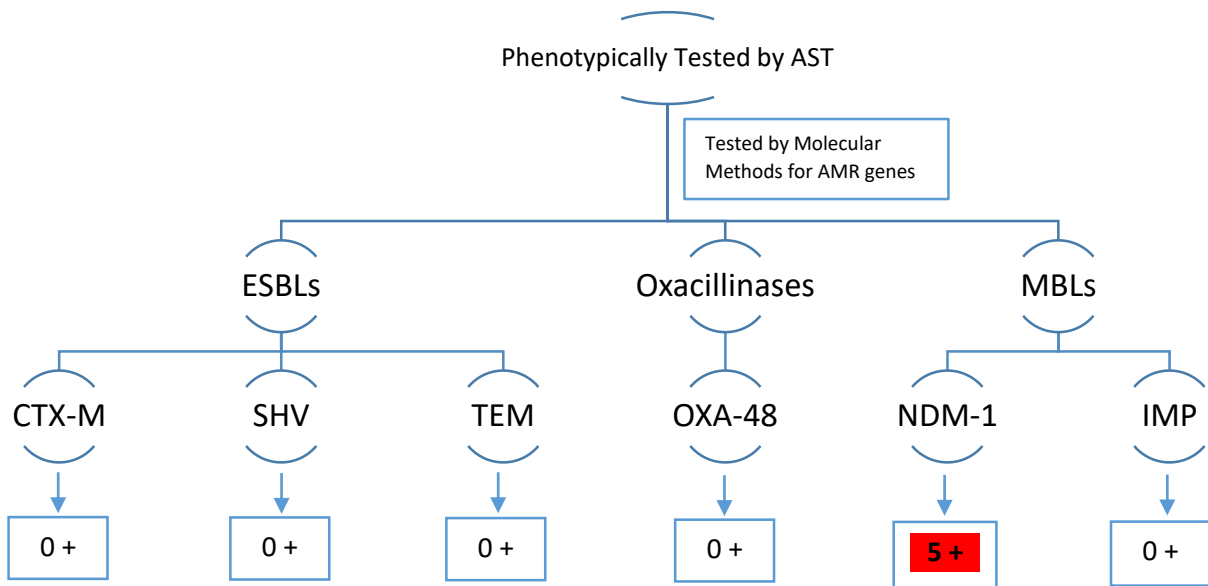 Phenotypically Tested by AST
Tested by Molecular
Methods for AMR genes
ESBLs
Oxacillinases
MBLs
CTX-M
SHV
TEM
OXA-48
NDM-1
IMP
0 +
0 +
0 +
0 +
5 +
0 +